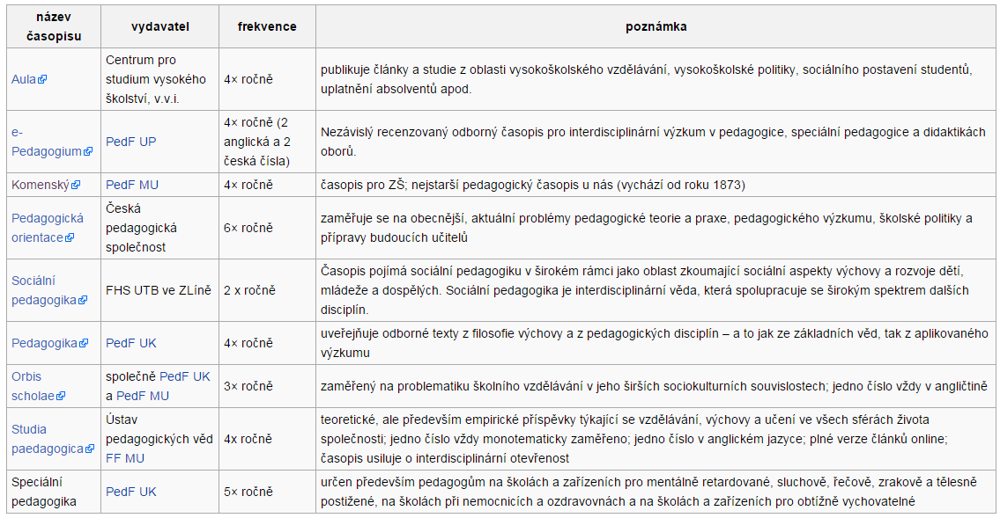 název časopisu
vydavatel
frekvence
poznámka
Aula
Centrum pro
studium vysokého
školství, v.v.i.
4× ročně
publikuje články a studie z oblasti vysokoškolského vzdělávání, vysokoškolské politiky, sociálního postavení studentů,
uplatnění absolventů apod.
e-
Pedagogium
PedF UP
4× ročně (2
anglická a 2
česká čísla)
Nezávislý recenzovaný odborný časopis pro interdisciplinární výzkum v pedagogice, speciální pedagogice a didaktikách
oborů.
Komenský
PedF MU
4× ročně
časopis pro ZŠ; nejstarší pedagogický časopis u nás (vychází od roku 1873)
Pedagogická
orientace
Česká
pedagogická
společnost
6× ročně
zaměřuje se na obecnější, aktuální problémy pedagogické teorie a praxe, pedagogického výzkumu, školské politiky a
přípravy budoucích učitelů
Sociální
pedagogika
FHS UTB ve ZLíně
2 x ročně
Časopis pojímá sociální pedagogiku v širokém rámci jako oblast zkoumající sociální aspekty výchovy a rozvoje dětí,
mládeže a dospělých. Sociální pedagogika je interdisciplinární věda, která spolupracuje se širokým spektrem dalších
disciplín.
Pedagogika
PedF UK
4× ročně
uveřejňuje odborné texty z filosofie výchovy a z pedagogických disciplín – a to jak ze základních věd, tak z aplikovaného
výzkumu
Orbis
scholae
společně PedF UK
a PedF MU
3× ročně
zaměřený na problematiku školního vzdělávání v jeho širších sociokulturních souvislostech; jedno číslo vždy v angličtině
Studia
paedagogica
Ústav
pedagogických věd
FF MU
4x ročně
teoretické, ale především empirické příspěvky týkající se vzdělávání, výchovy a učení ve všech sférách života
společnosti; jedno číslo vždy monotematicky zaměřeno; jedno číslo v anglickém jazyce; plné verze článků online;
časopis usiluje o interdisciplinární otevřenost
Speciální
pedagogika
PedF UK
5× ročně
určen především pedagogům na školách a zařízeních pro mentálně retardované, sluchově, řečově, zrakově a tělesně
postižené, na školách při nemocnicích a ozdravovnách a na školách a zařízeních pro obtížně vychovatelné